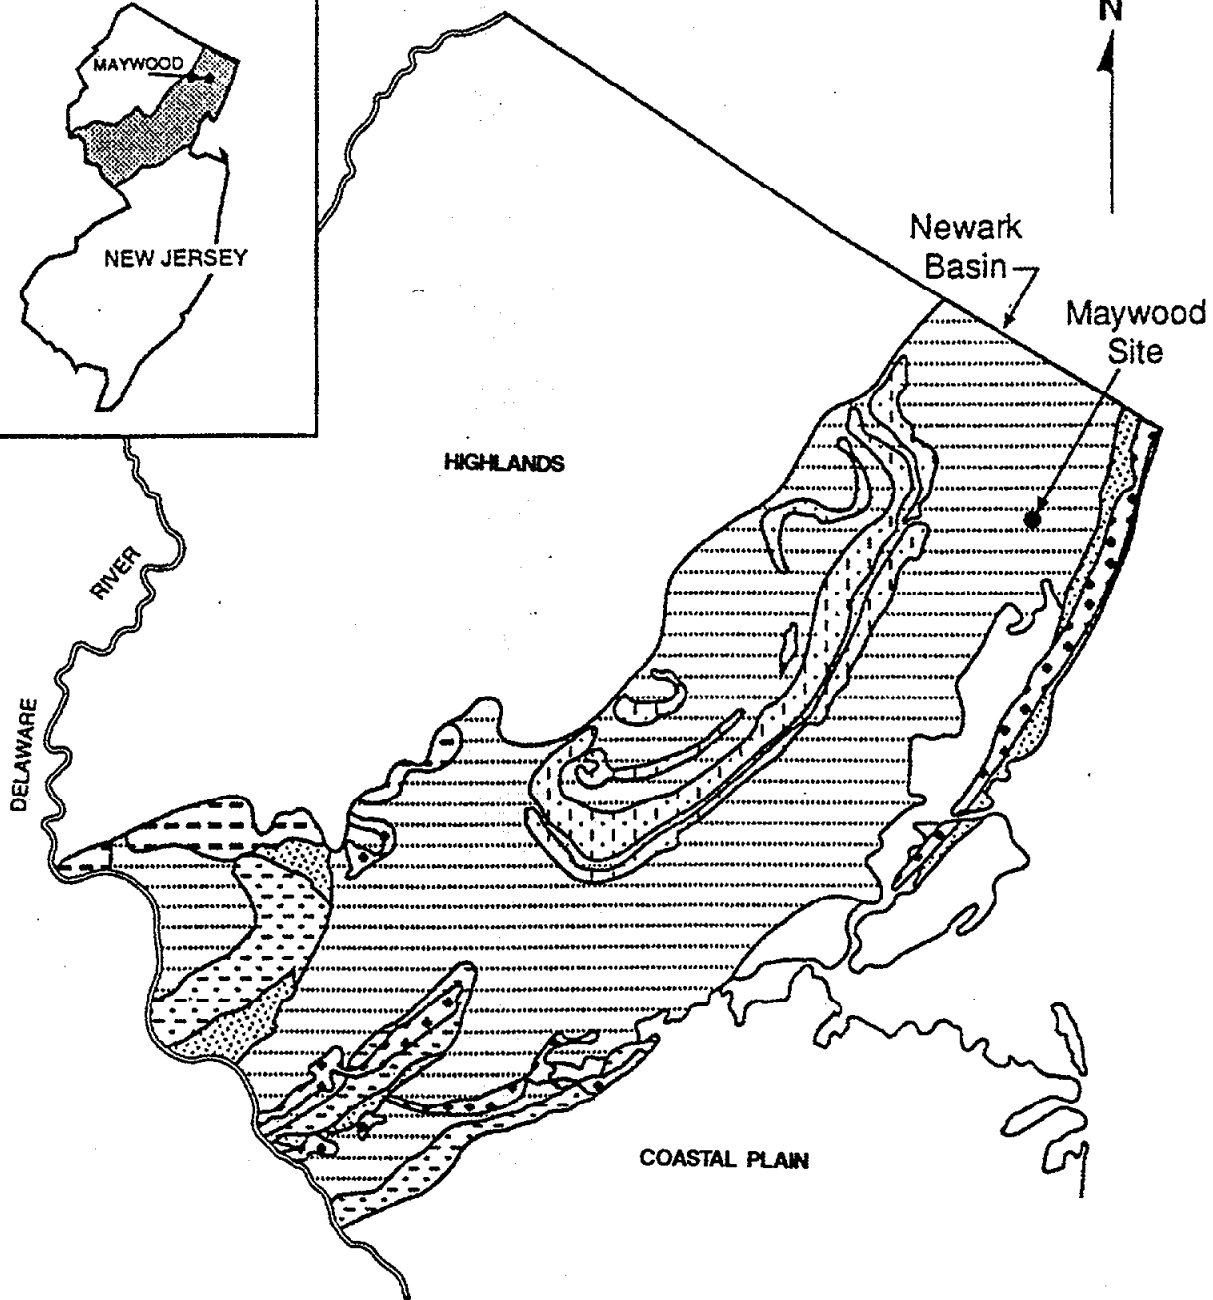 MAYWOOD
NEW JERSEY
N
Newark
Basin
Maywood
Site
HIGHLANDS
RIVER
DELAWARE
COASTAL PLAIN